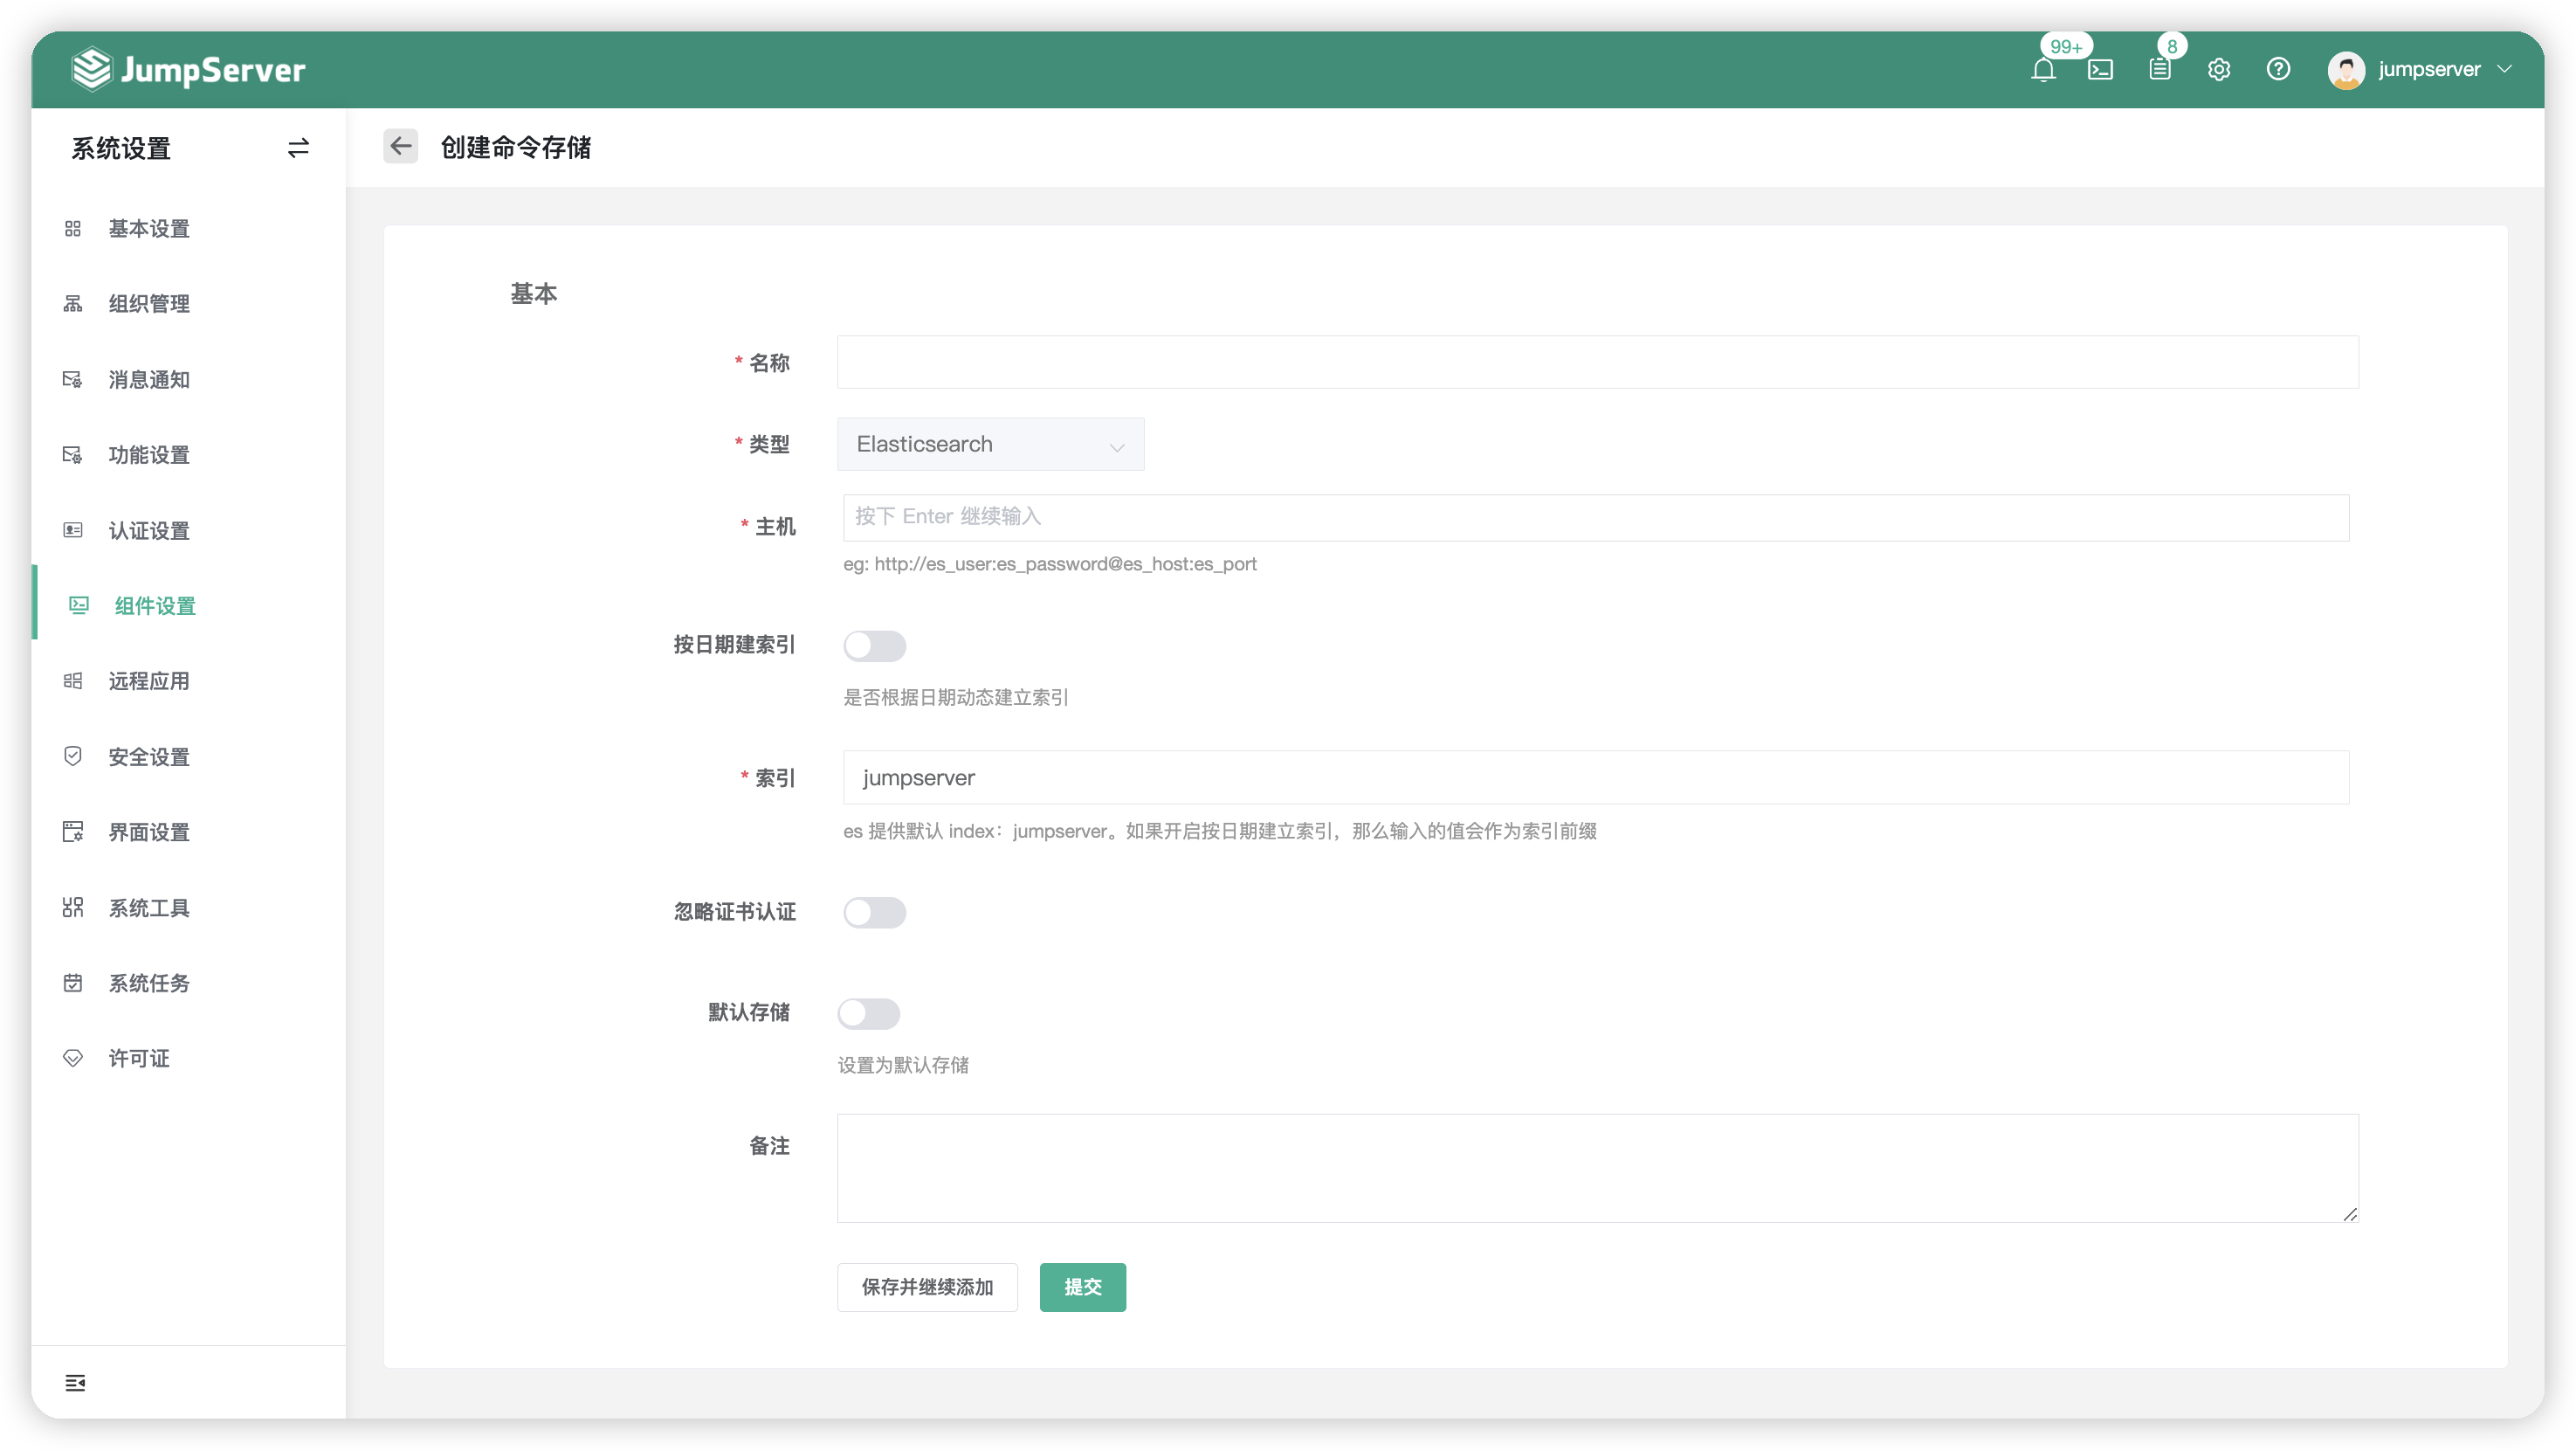 JumpServer
99+
8
jumpserver
系统设置
创建命令存储
基本设置
组织管理
消息通知
功能设置
认证设置
组件设置
远程应用
安全设置
界面设置
系统工具
系统任务
许可证
基本
* 名称
* 类型
Elasticsearch
* 主机
按下 Enter 继续输入
eg: http://es_user:es_password@es_host:es_port
按日期建索引
是否根据日期动态建立索引
* 索引
jumpserver
es 提供默认 index：jumpserver。如果开启按日期建立索引，那么输入的值会作为索引前缀
忽略证书认证
默认存储
设置为默认存储
备注
保存并继续添加
提交